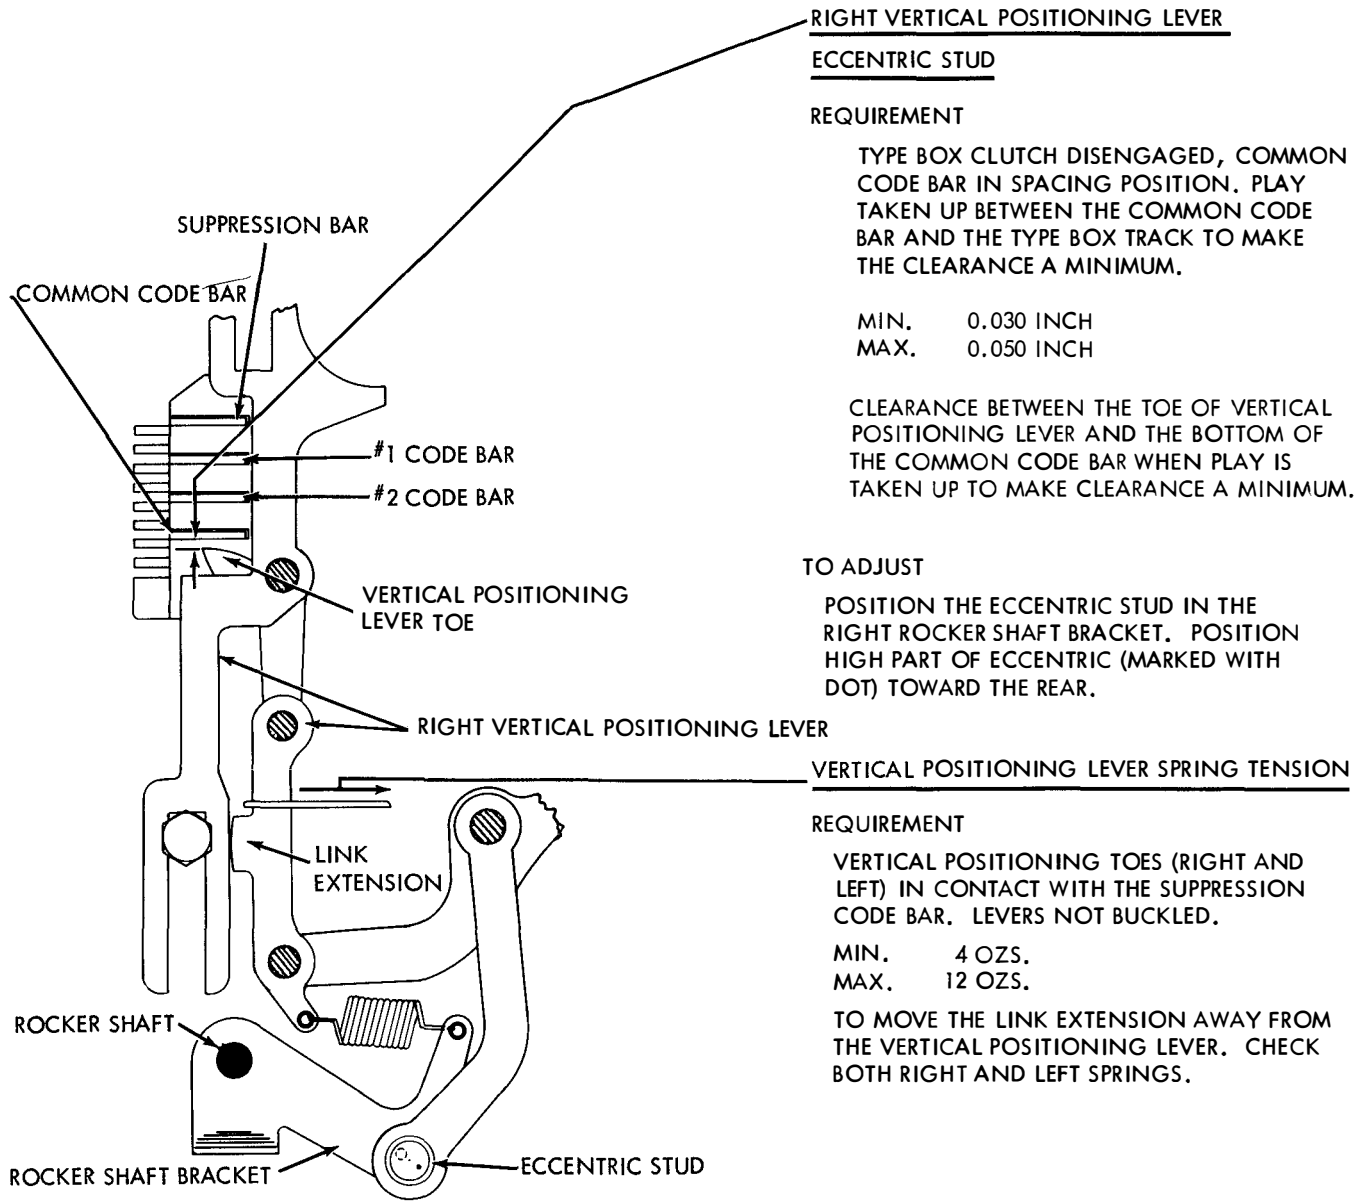 RIGHT VERTICAL POSITIONING LEVER
ECCENTRIC STUD
REQUIREMENT
TYPE BOX CLUTCH DISENGAGED, COMMON
CODE BAR IN SPACING POSITION. PLAY
TAKEN UP BETWEEN THE COMMON CODE
BAR AND THE TYPE BOX TRACK TO MAKE
THE CLEARANCE A MINIMUM.
MIN. 0.030 INCH
MAX. 0.050 INCH
CLEARANCE BETWEEN THE TOE OF VERTICAL
POSITIONING LEVER AND THE BOTTOM OF
THE COMMON CODE BAR WHEN PLAY IS
TAKEN UP TO MAKE CLEARANCE A MINIMUM.
TO ADJUST
POSITION THE ECCENTRIC STUD IN THE
RIGHT ROCKER SHAFT BRACKET. POSITION
HIGH PART OF ECCENTRIC (MARKED WITH
DOT) TOWARD THE REAR.
SUPPRESSION BAR
COMMON CODE BAR
#1 CODE BAR
#2 CODE BAR
VERTICAL POSITIONING
LEVER TOE
RIGHT VERTICAL POSITIONING LEVER
VERTICAL POSITIONING LEVER SPRING TENSION
REQUIREMENT
VERTICAL POSITIONING TOES (RIGHT AND
LEFT) IN CONTACT WITH THE SUPPRESSION
CODE BAR. LEVERS NOT BUCKLED.
MIN. 4 OZS.
MAX. 12 OZS.
TO MOVE THE LINK EXTENSION AWAY FROM
THE VERTICAL POSITIONING LEVER. CHECK
BOTH RIGHT AND LEFT SPRINGS.
LINK
EXTENSION
ROCKER SHAFT
ROCKER SHAFT BRACKET
ECCENTRIC STUD